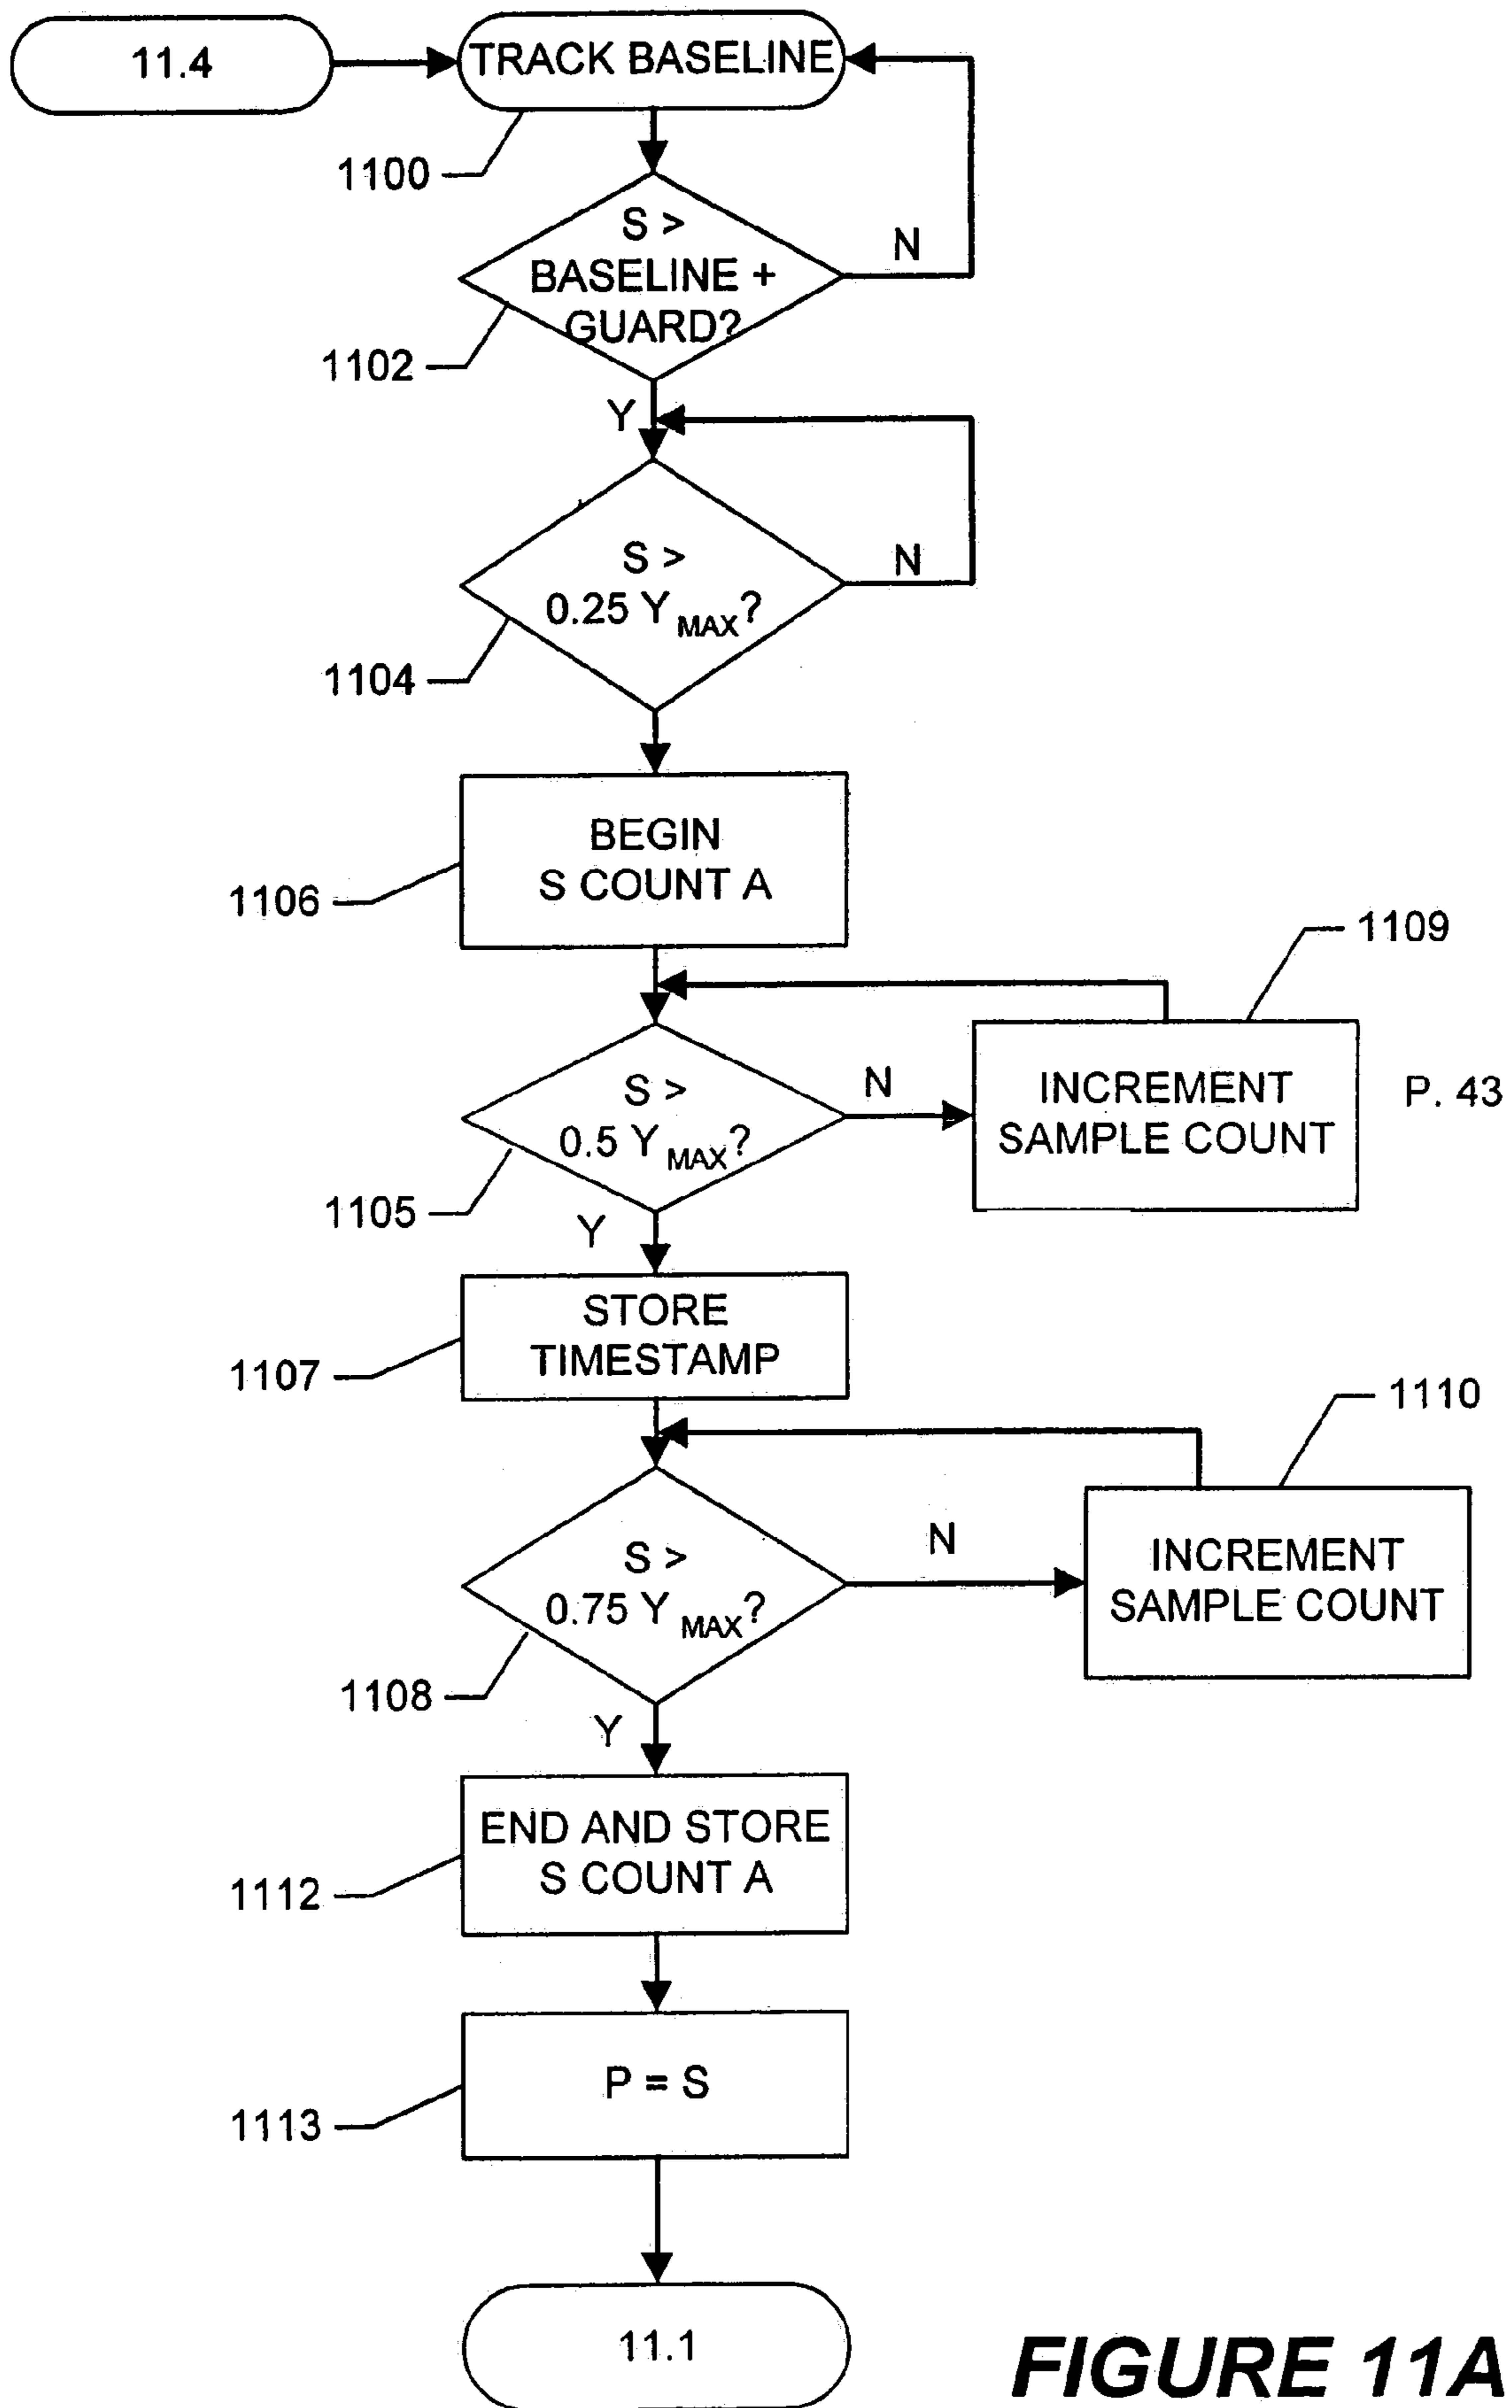 11.4
TRACK BASELINE
1100
S >
BASELINE +
GUARD?
N
1102
Y
S >
0.25 Y MAX?
N
1104
BEGIN
S COUNT A
1106
1109
S >
0.5 Y MAX?
N
INCREMENT
SAMPLE COUNT
P. 43
1105
Y
STORE
TIMESTAMP
1107
1110
S >
0.75 Y MAX?
N
INCREMENT
SAMPLE COUNT
1108
Y
END AND STORE
S COUNT A
1112
P = S
1113
11.1
FIGURE 11A